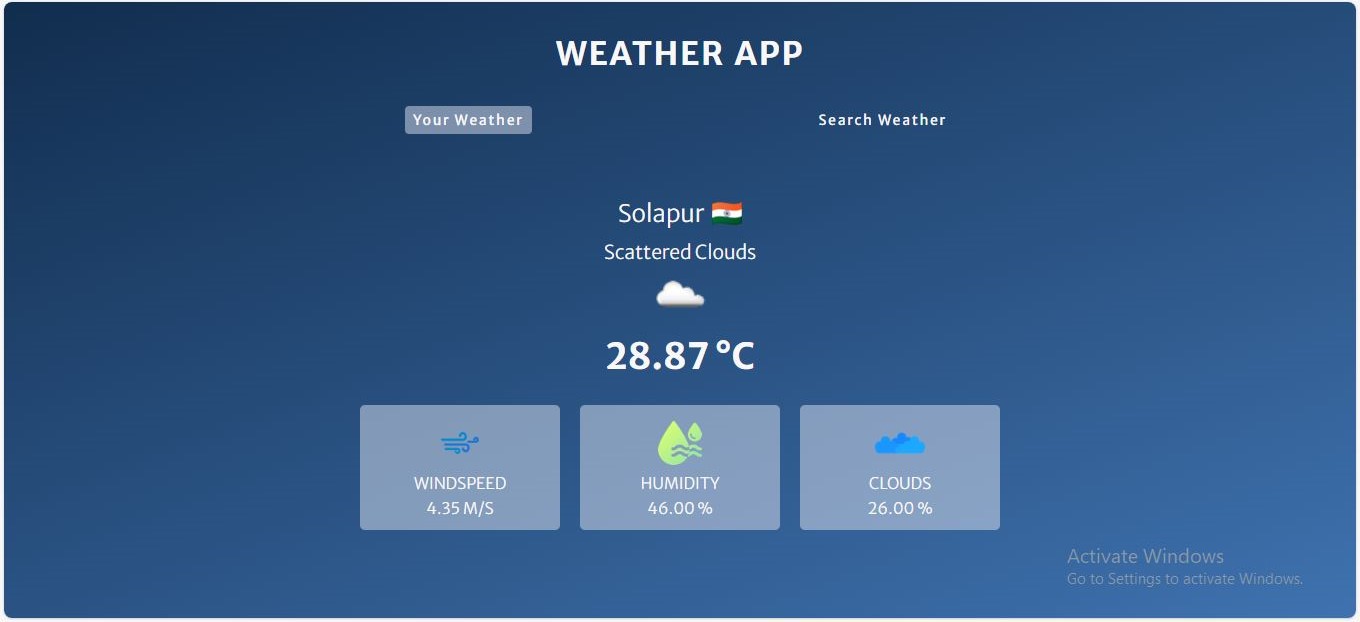 WEATHER APP
Your Weather
Search Weather
Solapur
Scattered Clouds
28.87 °C
WINDSPEED
4.35 M/S
HUMIDITY
46.00 %
CLOUDS
26.00 %
Activate Windows
Go to Settings to activate Windows.